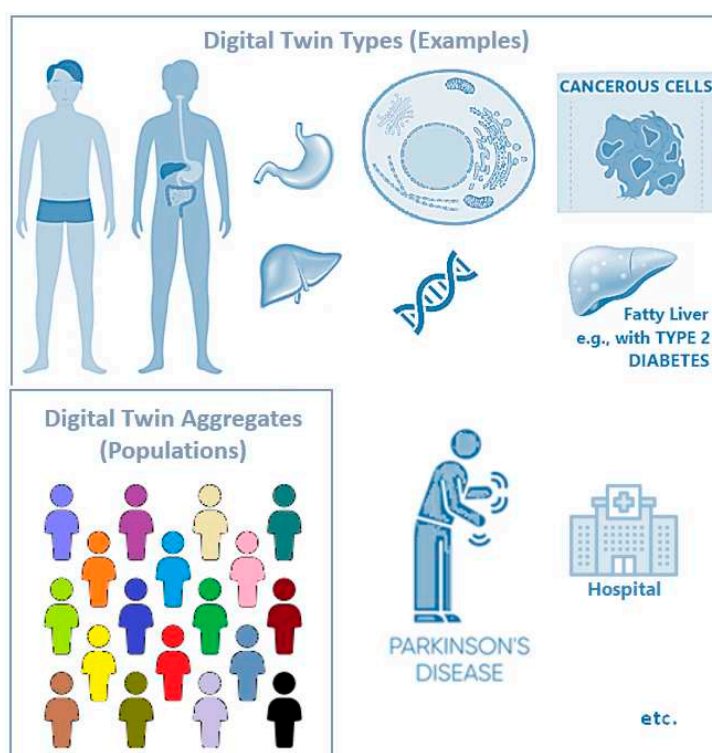 Digital Twin Types (Examples)
CANCEROUS CELLS
Fatty Liver
e.g., with TYPE 2
DIABETES
Digital Twin Aggregates
(Populations)
PARKINSON'S
DISEASE
Hospital
etc.